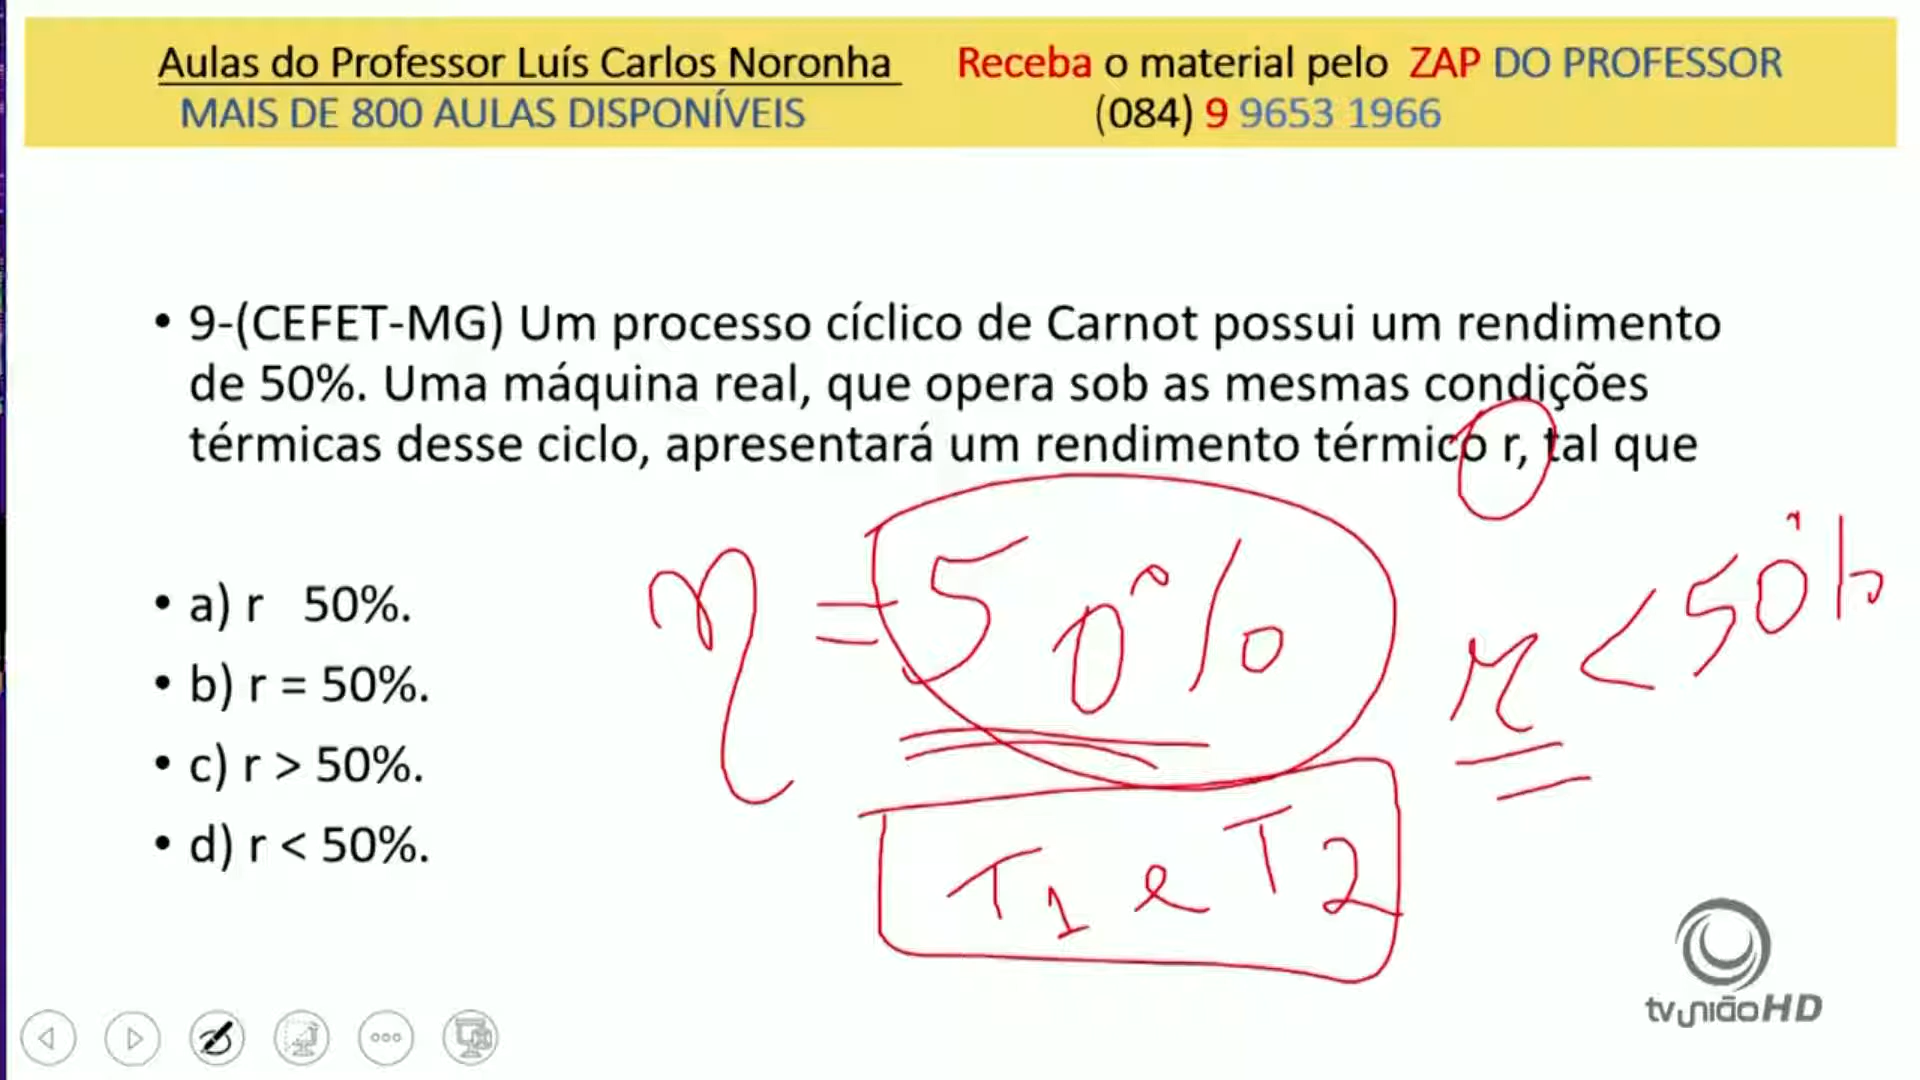 Aulas do Professor Luís Carlos Noronha Receba o material pelo ZAP DO PROFESSOR
MAIS DE 800 AULAS DISPONÍVEIS (084) 9 9653 1966
• 9-(CEFET-MG) Um processo cíclico de Carnot possui um rendimento
de 50%. Uma máquina real, que opera sob as mesmas condições
térmicas desse ciclo, apresentará um rendimento térmico r, tal que
• a) r 50%.
• b) r = 50%.
• c) r > 50%.
• d) r < 50%.
η = 50%
r < 50%
T1 e T2
tvuniãoHD